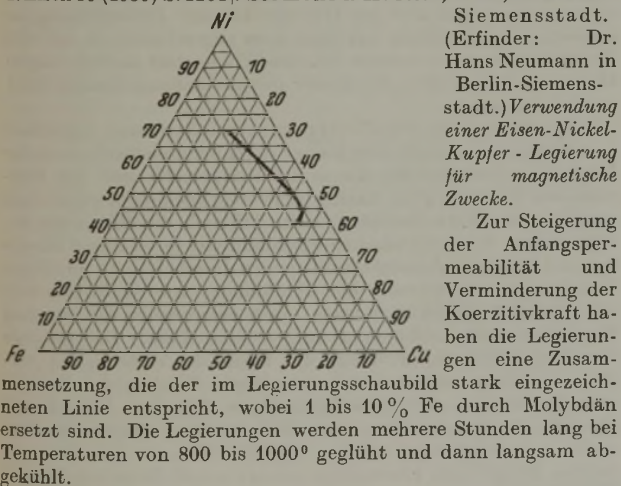 Siemensstadt.
(Erfinder: Dr.
Hans Neumann in
Berlin-Siemens-
stadt.) Verwendung
einer Eisen-Nickel-
Kupfer - Legierung
für magnetische
Zwecke.
Zur Steigerung
der Anfangsper-
meabilität und
Verminderung der
Koerzitivkraft ha-
ben die Legierun-
gen eine Zusam-
mensetzung, die der im Legierungsschaubild stark eingezeich-
neten Linie entspricht, wobei 1 bis 10 % Fe durch Molybdän
ersetzt sind. Die Legierungen werden mehrere Stunden lang bei
Temperaturen von 800 bis 1000⁰ geglüht und dann langsam ab-
gekühlt.
Ni
90 10
80 20
70 30
60 40
50 50
40 60
30 70
20 80
10 90
Fe 90 80 70 60 50 40 30 20 10 Cu